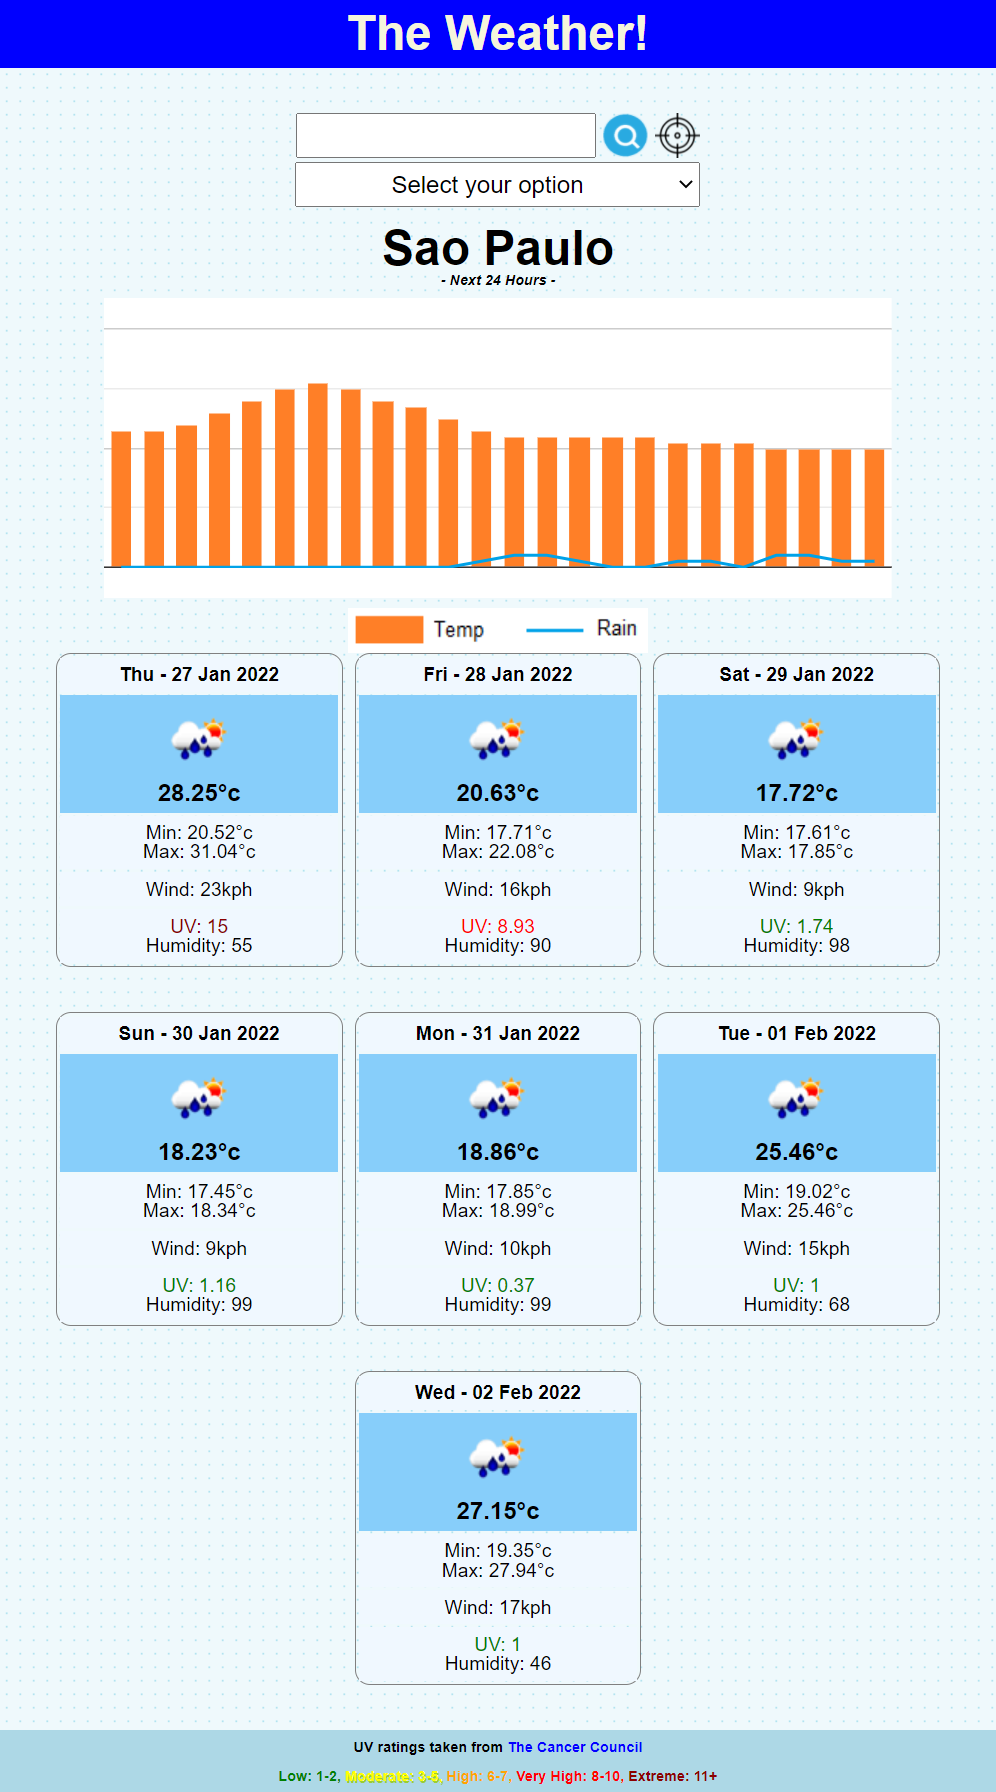 The Weather!
Select your option
Sao Paulo
- Next 24 Hours -
Temp
Rain
Thu - 27 Jan 2022
28.25°c
Min: 20.52°c
Max: 31.04°c
Wind: 23kph
UV: 15
Humidity: 55
Fri - 28 Jan 2022
20.63°c
Min: 17.71°c
Max: 22.08°c
Wind: 16kph
UV: 8.93
Humidity: 90
Sat - 29 Jan 2022
17.72°c
Min: 17.61°c
Max: 17.85°c
Wind: 9kph
UV: 1.74
Humidity: 98
Sun - 30 Jan 2022
18.23°c
Min: 17.45°c
Max: 18.34°c
Wind: 9kph
UV: 1.16
Humidity: 99
Mon - 31 Jan 2022
18.86°c
Min: 17.85°c
Max: 18.99°c
Wind: 10kph
UV: 0.37
Humidity: 99
Tue - 01 Feb 2022
25.46°c
Min: 19.02°c
Max: 25.46°c
Wind: 15kph
UV: 1
Humidity: 68
Wed - 02 Feb 2022
27.15°c
Min: 19.35°c
Max: 27.94°c
Wind: 17kph
UV: 1
Humidity: 46
UV ratings taken from The Cancer Council
Low: 1-2, Moderate: 3-5, High: 6-7, Very High: 8-10, Extreme: 11+